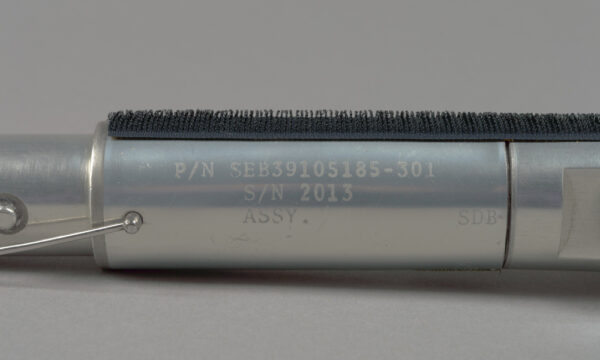 P/N SEB39105185-301
S/N 2013
ASSY. SDB